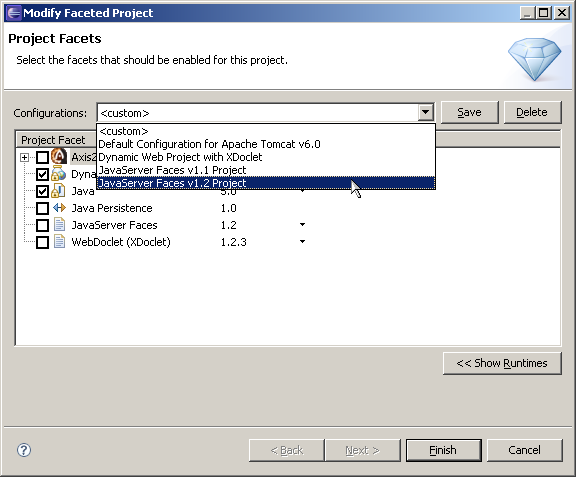 Modify Faceted Project
Project Facets
Select the facets that should be enabled for this project.
Configurations: <custom> Save Delete
<custom>
Default Configuration for Apache Tomcat v6.0
Dynamic Web Project with XDoclet
JavaServer Faces v1.1 Project
JavaServer Faces v1.2 Project
Project Facet
Axis2
Dyna
Java 5.0
Java Persistence 1.0
JavaServer Faces 1.2
WebDoclet (XDoclet) 1.2.3
<< Show Runtimes
? < Back Next > Finish Cancel